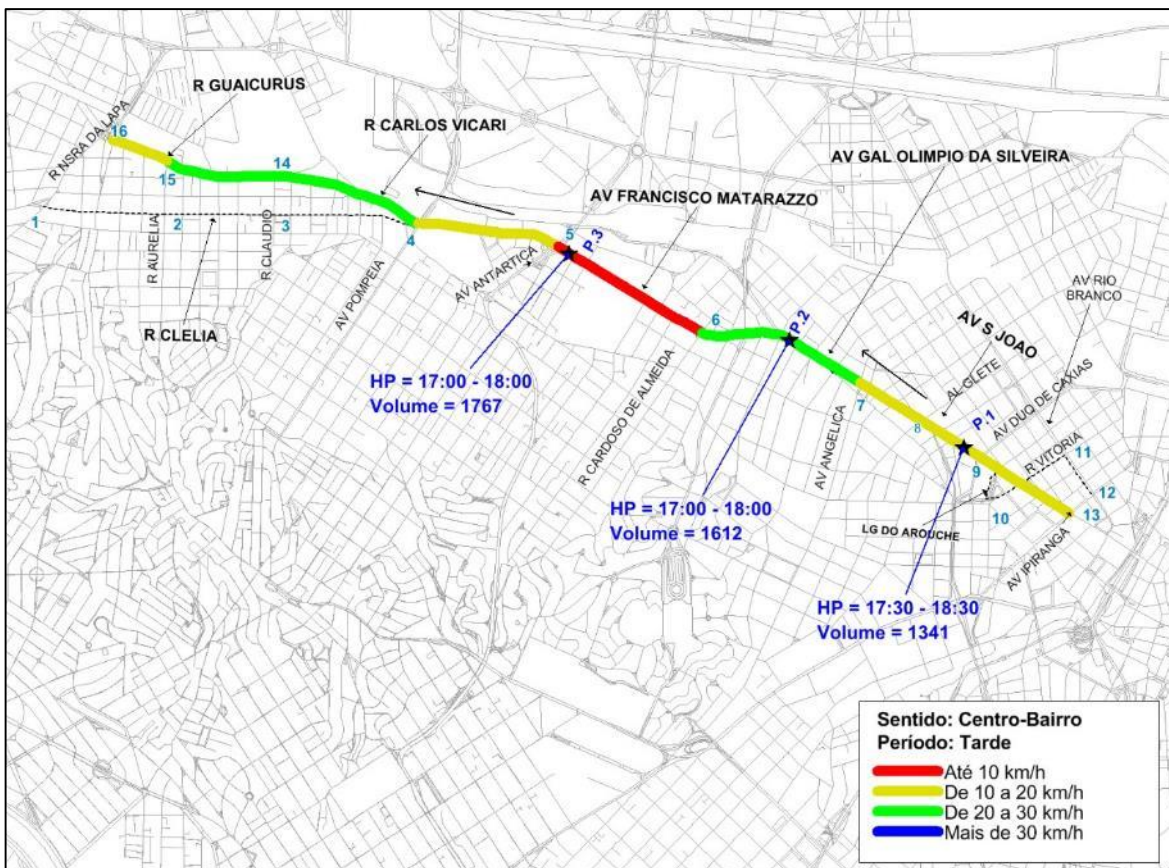 R GUAICURUS
R NSRA DA LAPA
16
R CARLOS VICARI
14
15
AV GAL OLIMPIO DA SILVEIRA
AV FRANCISCO MATARAZZO
1
2
3
4
5
P.3
R AURELIA
R CLAUDIO
AV POMPEIA
AV ANTARTICA
R CLELIA
6
P.2
AV RIO
BRANCO
AV S JOAO
AL GLETE
AV DUQ DE CAXIAS
HP = 17:00 - 18:00
Volume = 1767
R CARDOSO DE ALMEIDA
AV ANGELICA
7
8
P.1
9
R VITORIA
11
12
10
13
LG DO AROUCHE
AV IPIRANGA
HP = 17:00 - 18:00
Volume = 1612
HP = 17:30 - 18:30
Volume = 1341
Sentido: Centro-Bairro
Período: Tarde
Até 10 km/h
De 10 a 20 km/h
De 20 a 30 km/h
Mais de 30 km/h